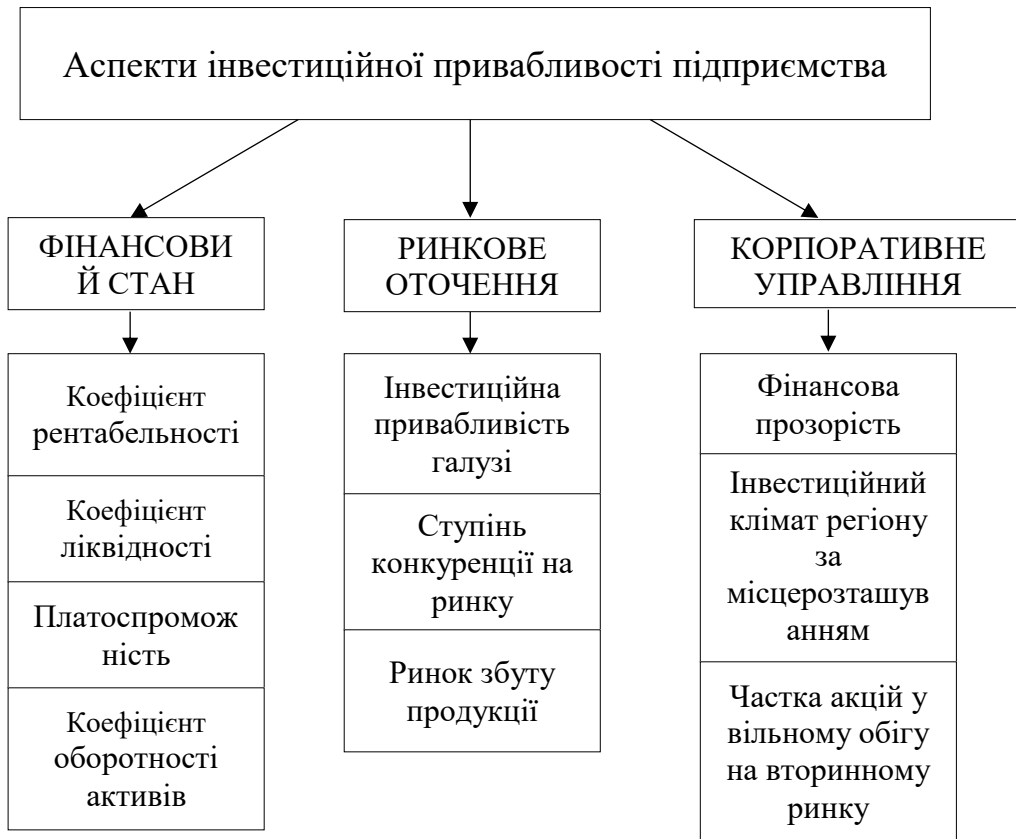 Аспекти інвестиційної привабливості підприємства
ФІНАНСОВИ
Й СТАН
Коефіцієнт
рентабельності
Коефіцієнт
ліквідності
Платоспромож
ність
Коефіцієнт
оборотності
активів
РИНКОВЕ
ОТОЧЕННЯ
Інвестиційна
привабливість
галузі
Ступінь
конкуренції на
ринку
Ринок збуту
продукції
КОРПОРАТИВНЕ
УПРАВЛІННЯ
Фінансова
прозорість
Інвестиційний
клімат регіону
за
місцерозташув
анням
Частка акцій у
вільному обігу
на вторинному
ринку